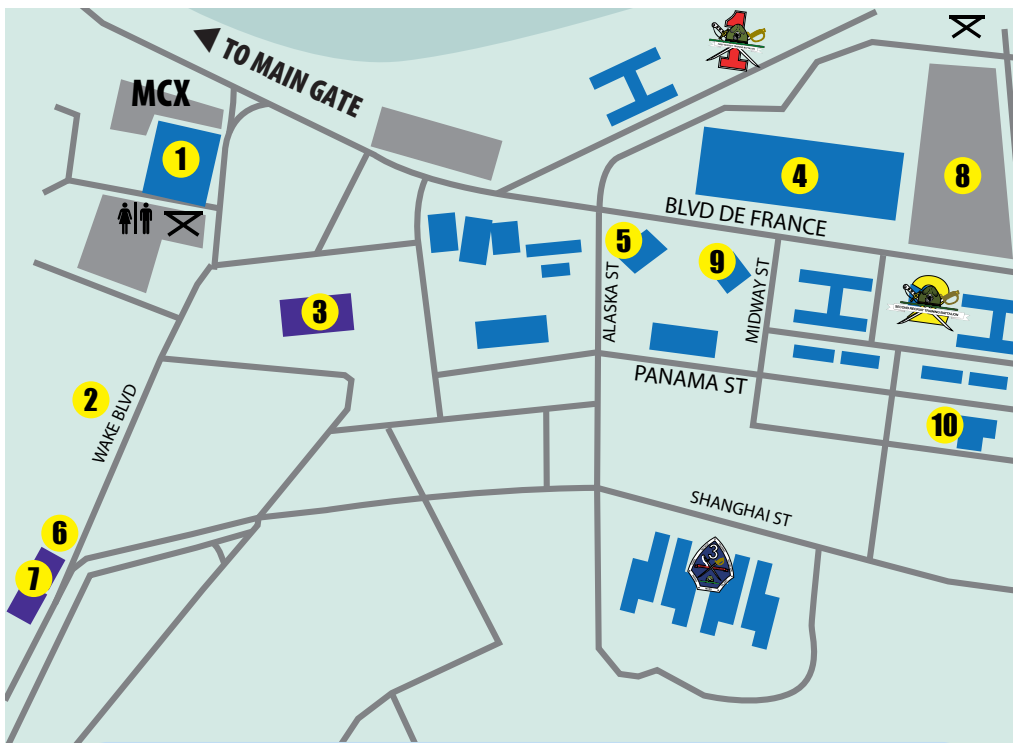 1
TO MAIN GATE
MCX
1
4
8
BLVD DE FRANCE
5
9
ALASKA ST
MIDWAY ST
3
PANAMA ST
2
WAKE BLVD
10
SHANGHAI ST
6
7
3